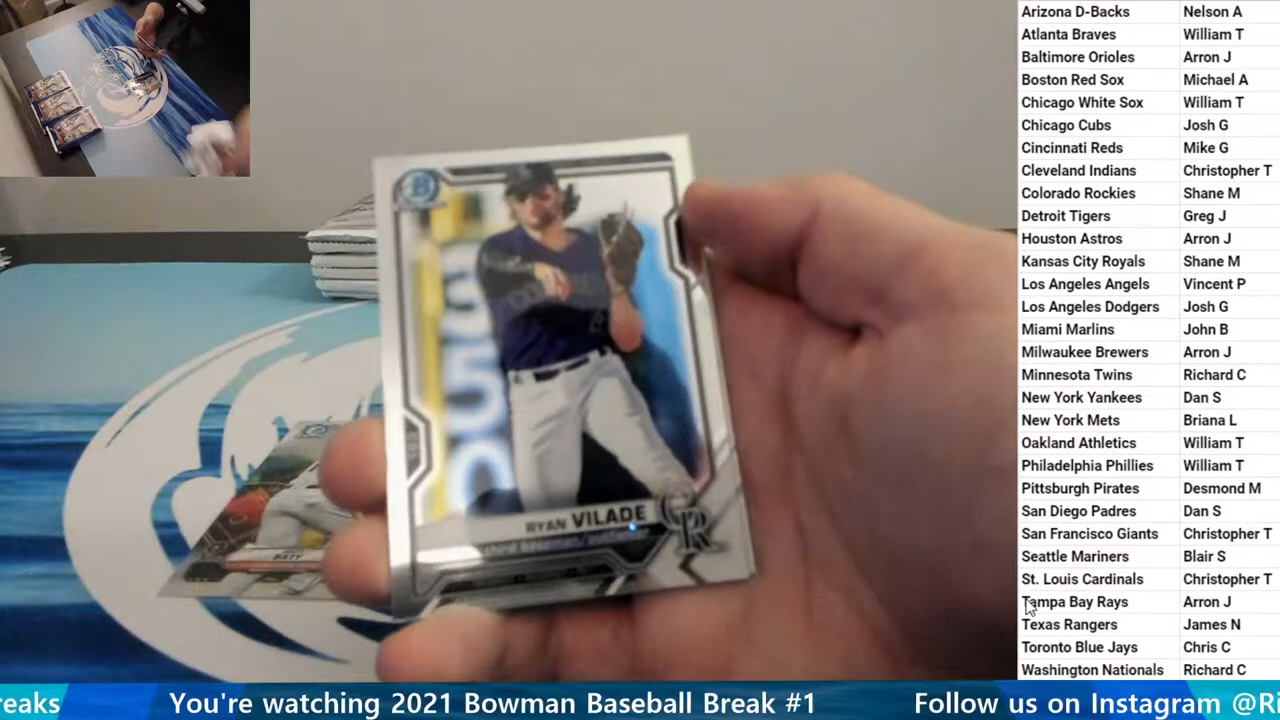 Arizona D-Backs Nelson A
Atlanta Braves William T
Baltimore Orioles Arron J
Boston Red Sox Michael A
Chicago White Sox William T
Chicago Cubs Josh G
Cincinnati Reds Mike G
Cleveland Indians Christopher T
Colorado Rockies Shane M
Detroit Tigers Greg J
Houston Astros Arron J
Kansas City Royals Shane M
Los Angeles Angels Vincent P
Los Angeles Dodgers Josh G
Miami Marlins John B
Milwaukee Brewers Arron J
Minnesota Twins Richard C
New York Yankees Dan S
New York Mets Briana L
Oakland Athletics William T
Philadelphia Phillies William T
Pittsburgh Pirates Desmond M
San Diego Padres Dan S
San Francisco Giants Christopher T
Seattle Mariners Blair S
St. Louis Cardinals Christopher T
Tampa Bay Rays Arron J
Texas Rangers James N
Toronto Blue Jays Chris C
Washington Nationals Richard C
B
RYAN VILADE
CR
BATY
reaks You're watching 2021 Bowman Baseball Break #1 Follow us on Instagram @Ri